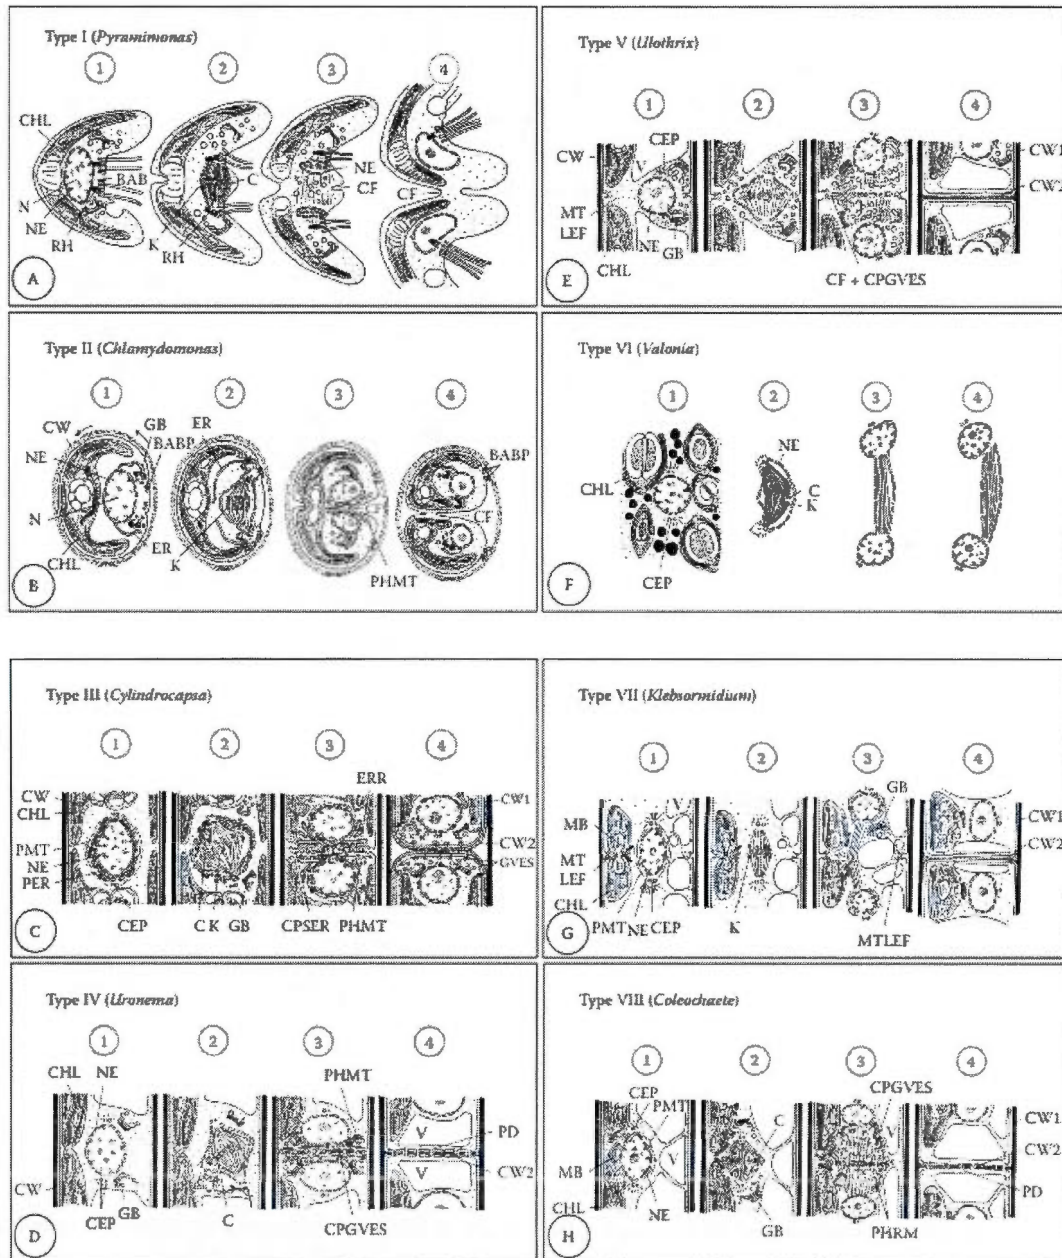 Type I (Pyramimonas)
1 2 3 4
CHL
BAB
N
NE
RH
C
K
RH
NE
CF
CF
A
Type V (Ulothrix)
1 2 3 4
CEP
CW
V
CW1
CW2
MT
LEF
NE
GB
CHL
CF + CPGVES
E
Type II (Chlamydomonas)
1 2 3 4
CW
GB
ER
NE
BABP
BABP
N
CF
ER
CHL
K
PHMT
B
Type VI (Valonia)
1 2 3 4
NE
CHL
C
K
CEP
F
Type III (Cylindrocapsa)
1 2 3 4
ERR
CW
CHL
CW1
PMT
NE
PER
CW2
GVES
CEP
C K GB
CPSER PHMT
C
Type VII (Klebsormidium)
1 2 3 4
GB
V
MB
CW1
CW2
MT
LEF
CHL
PMT NE CEP
K
MTLEF
G
Type IV (Uronema)
1 2 3 4
CHL NE
PHMT
V
PD
V
CW2
CW
GB
CEP
C
CPGVES
D
Type VIII (Coleochaete)
1 2 3 4
CEP
PMT
CPGVES
C
V
CW1
V
CW2
MB
PD
CHL
NE
GB
PHRM
H